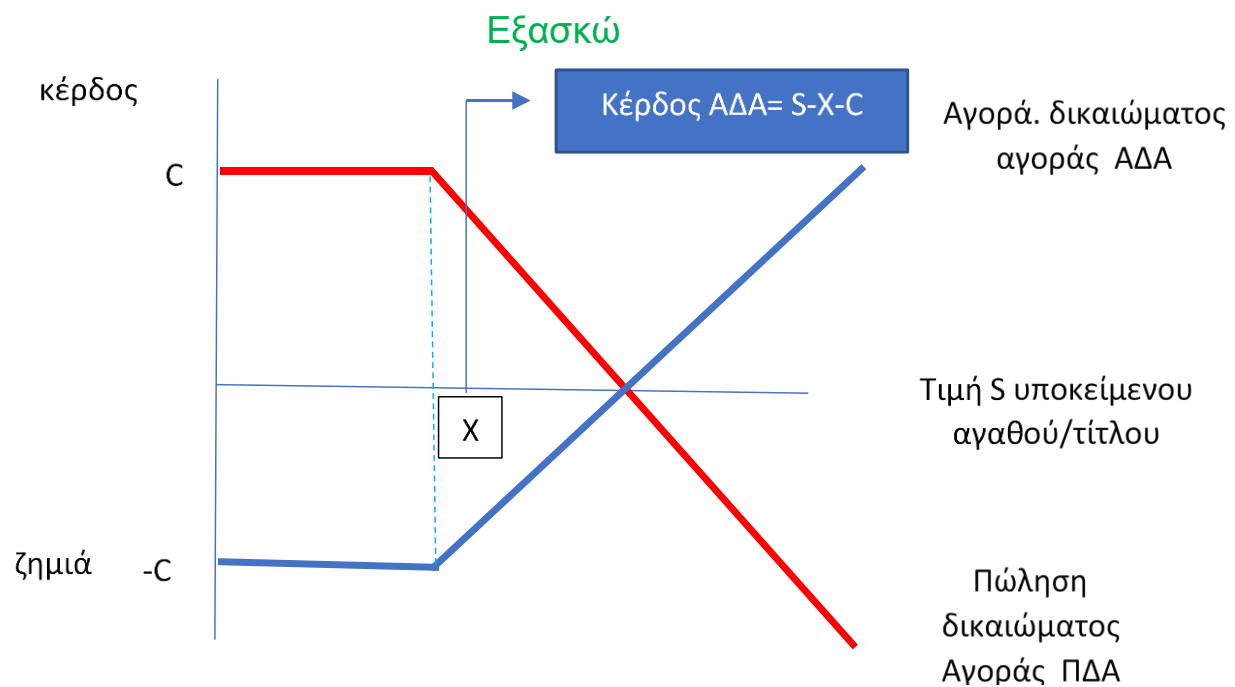 Εξασκώ
κέρδος
Κέρδος ΑΔΑ= S-X-C
Αγορά. δικαιώματος
αγοράς ΑΔΑ
C
Τιμή S υποκείμενου
αγαθού/τίτλου
X
ζημιά
-C
Πώληση
δικαιώματος
Αγοράς ΠΔΑ